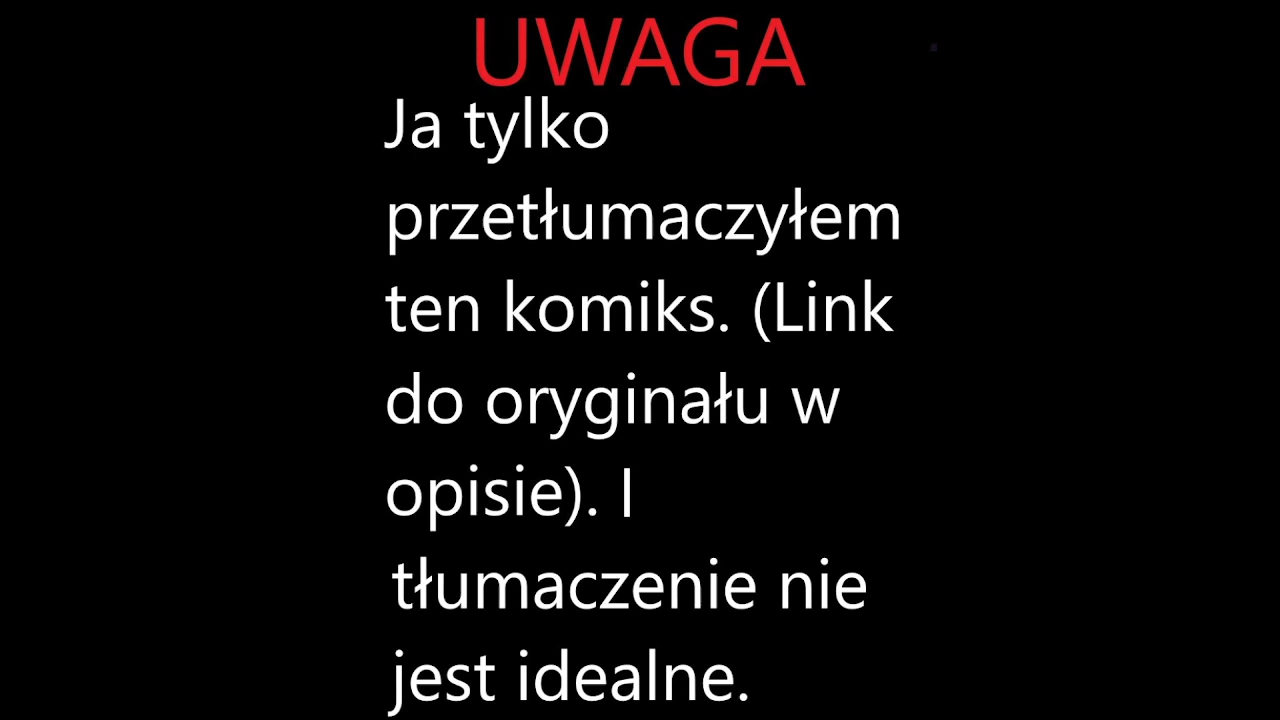 UWAGA
Ja tylko
przetłumaczyłem
ten komiks. (Link
do oryginału w
opisie). I
tłumaczenie nie
jest idealne.